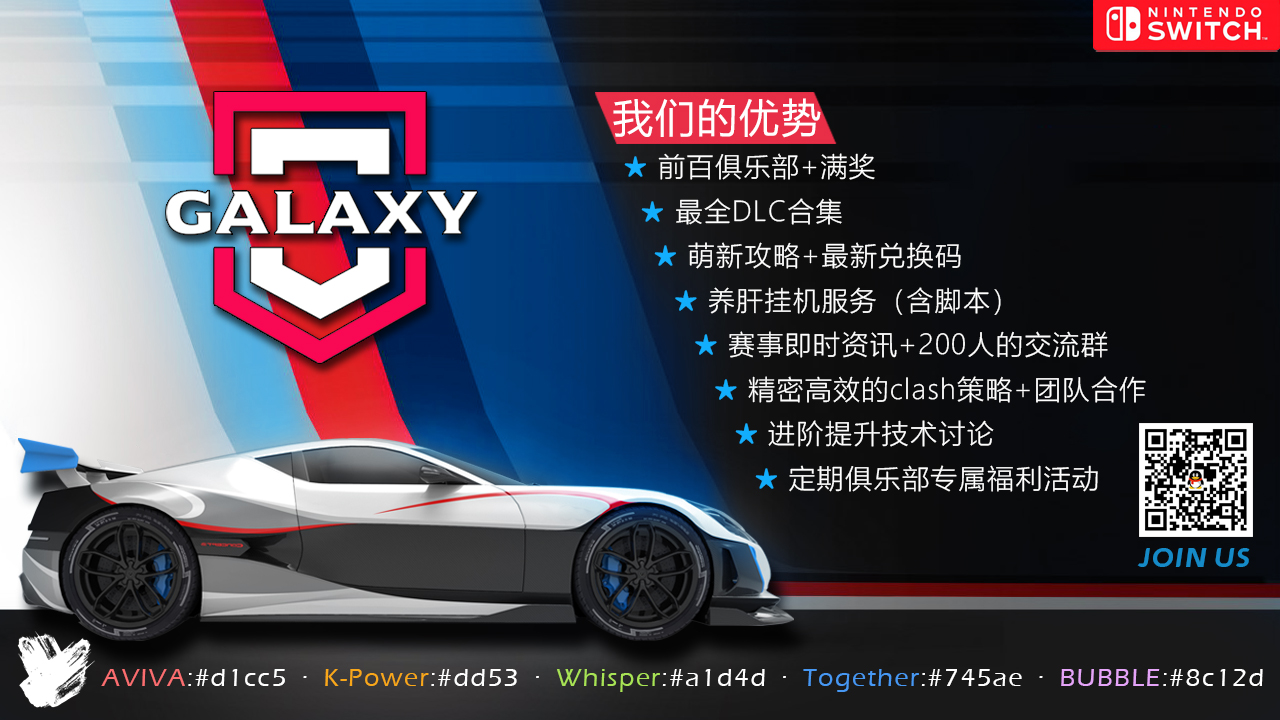 NINTENDO
SWITCH
GALAXY
我们的优势
前百俱乐部+满奖
最全DLC合集
萌新攻略+最新兑换码
养肝挂机服务（含脚本）
赛事即时资讯+200人的交流群
精密高效的clash策略+团队合作
进阶提升技术讨论
定期俱乐部专属福利活动
JOIN US
AVIVA:#d1cc5 · K-Power:#dd53 · Whisper:#a1d4d · Together:#745ae · BUBBLE:#8c12d